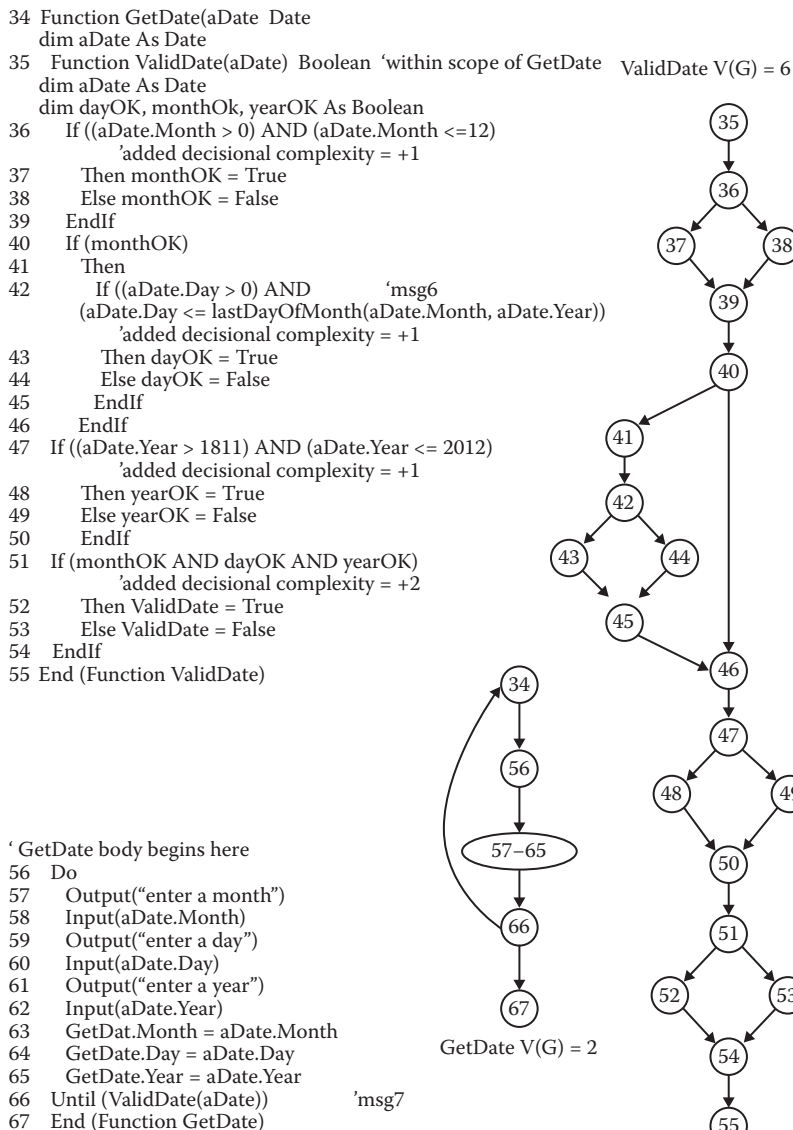 34 Function GetDate(aDate Date
dim aDate As Date
35 Function ValidDate(aDate) Boolean ‘within scope of GetDate
dim aDate As Date
dim dayOK, monthOk, yearOK As Boolean
36 If ((aDate.Month > 0) AND (aDate.Month <=12)
'added decisional complexity = +1
37 Then monthOK = True
38 Else monthOK = False
39 EndIf
40 If (monthOK)
41 Then
42 If ((aDate.Day > 0) AND 'msg6
(aDate.Day <= lastDayOfMonth(aDate.Month, aDate.Year))
'added decisional complexity = +1
43 Then dayOK = True
44 Else dayOK = False
45 EndIf
46 EndIf
47 If ((aDate.Year > 1811) AND (aDate.Year <= 2012)
'added decisional complexity = +1
48 Then yearOK = True
49 Else yearOK = False
50 EndIf
51 If (monthOK AND dayOK AND yearOK)
'added decisional complexity = +2
52 Then ValidDate = True
53 Else ValidDate = False
54 EndIf
55 End (Function ValidDate)
‘ GetDate body begins here
56 Do
57 Output(“enter a month”)
58 Input(aDate.Month)
59 Output(“enter a day”)
60 Input(aDate.Day)
61 Output(“enter a year”)
62 Input(aDate.Year)
63 GetDat.Month = aDate.Month
64 GetDate.Day = aDate.Day
65 GetDate.Year = aDate.Year
66 Until (ValidDate(aDate)) 'msg7
67 End (Function GetDate)
34
56
57–65
66
67
GetDate V(G) = 2
ValidDate V(G) = 6
35
36
37 38
39
40
41
42
43 44
45
46
47
48 49
50
51
52 53
54
55